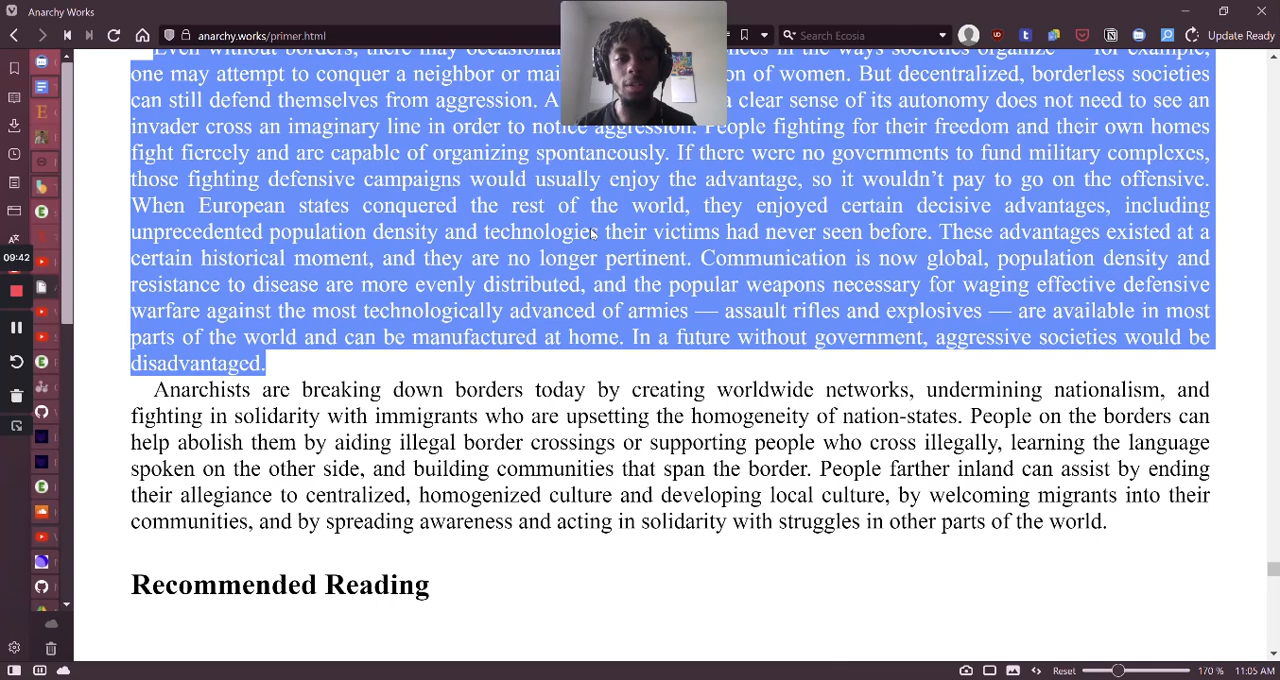 Anarchy Works
anarchy.works/primer.html
Search Ecosia
Update Ready
Even without borders, there may occasional
in the ways societies organize — for example,
one may attempt to conquer a neighbor or mai
on of women. But decentralized, borderless societies
can still defend themselves from aggression. A
a clear sense of its autonomy does not need to see an
invader cross an imaginary line in order to notice aggression. People fighting for their freedom and their own homes
fight fiercely and are capable of organizing spontaneously. If there were no governments to fund military complexes,
those fighting defensive campaigns would usually enjoy the advantage, so it wouldn’t pay to go on the offensive.
When European states conquered the rest of the world, they enjoyed certain decisive advantages, including
unprecedented population density and technologies their victims had never seen before. These advantages existed at a
certain historical moment, and they are no longer pertinent. Communication is now global, population density and
resistance to disease are more evenly distributed, and the popular weapons necessary for waging effective defensive
warfare against the most technologically advanced of armies — assault rifles and explosives — are available in most
parts of the world and can be manufactured at home. In a future without government, aggressive societies would be
disadvantaged.
09:42
Anarchists are breaking down borders today by creating worldwide networks, undermining nationalism, and
fighting in solidarity with immigrants who are upsetting the homogeneity of nation-states. People on the borders can
help abolish them by aiding illegal border crossings or supporting people who cross illegally, learning the language
spoken on the other side, and building communities that span the border. People farther inland can assist by ending
their allegiance to centralized, homogenized culture and developing local culture, by welcoming migrants into their
communities, and by spreading awareness and acting in solidarity with struggles in other parts of the world.
Recommended Reading
Reset
170 %
11:05 AM